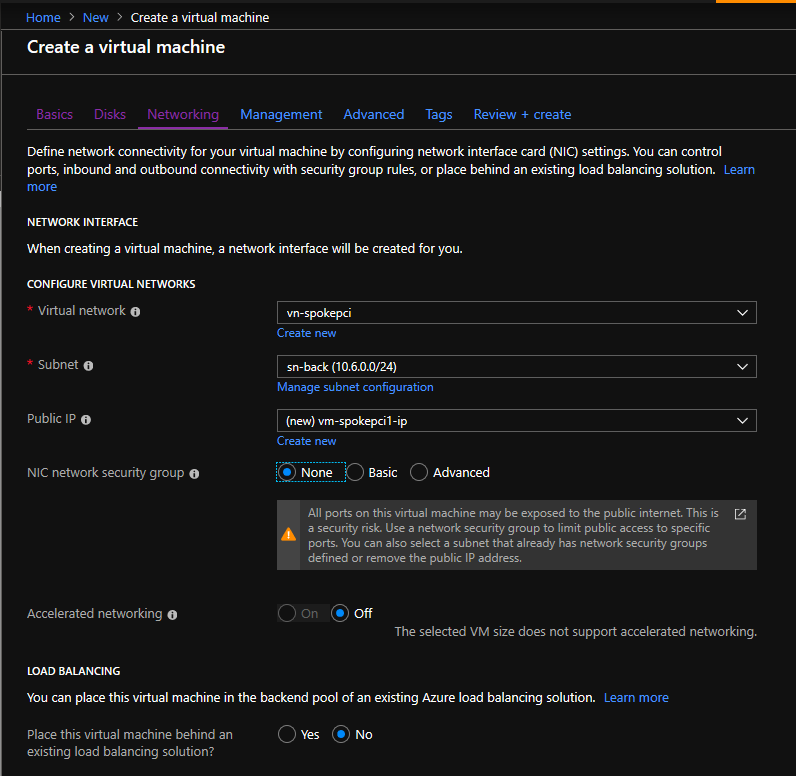 Home > New > Create a virtual machine
Create a virtual machine
Basics Disks Networking Management Advanced Tags Review + create
Define network connectivity for your virtual machine by configuring network interface card (NIC) settings. You can control
ports, inbound and outbound connectivity with security group rules, or place behind an existing load balancing solution. Learn
more
NETWORK INTERFACE
When creating a virtual machine, a network interface will be created for you.
CONFIGURE VIRTUAL NETWORKS
* Virtual network vn-spokepci
Create new
* Subnet sn-back (10.6.0.0/24)
Manage subnet configuration
Public IP (new) vm-spokepci1-ip
Create new
NIC network security group None Basic Advanced
All ports on this virtual machine may be exposed to the public internet. This is
a security risk. Use a network security group to limit public access to specific
ports. You can also select a subnet that already has network security groups
defined or remove the public IP address.
Accelerated networking On Off
The selected VM size does not support accelerated networking.
LOAD BALANCING
You can place this virtual machine in the backend pool of an existing Azure load balancing solution. Learn more
Place this virtual machine behind an Yes No
existing load balancing solution?